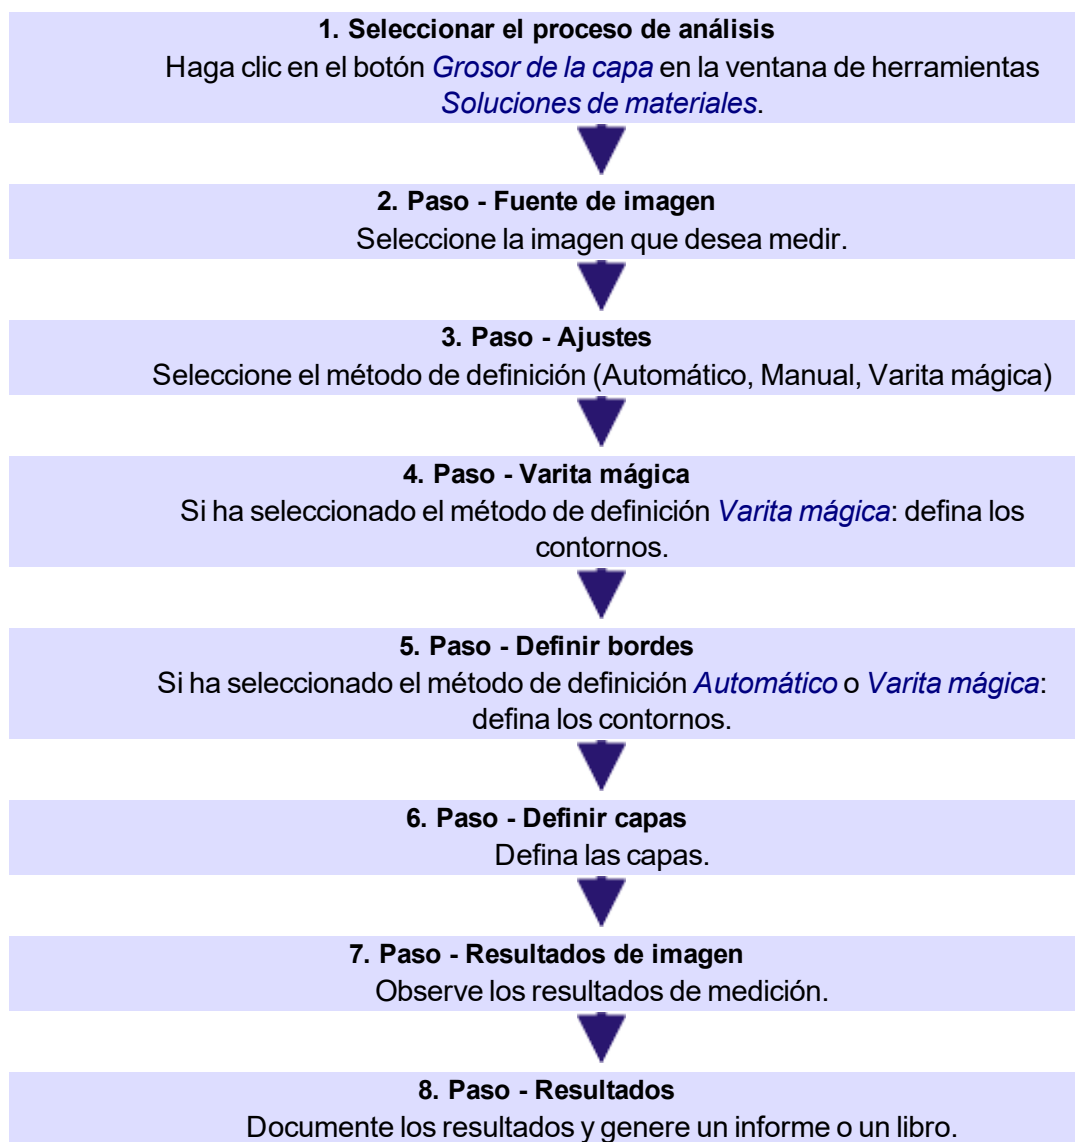 1. Seleccionar el proceso de análisis
Haga clic en el botón Grosor de la capa en la ventana de herramientas
Soluciones de materiales.
2. Paso - Fuente de imagen
Seleccione la imagen que desea medir.
3. Paso - Ajustes
Seleccione el método de definición (Automático, Manual, Varita mágica)
4. Paso - Varita mágica
Si ha seleccionado el método de definición Varita mágica: defina los
contornos.
5. Paso - Definir bordes
Si ha seleccionado el método de definición Automático o Varita mágica:
defina los contornos.
6. Paso - Definir capas
Defina las capas.
7. Paso - Resultados de imagen
Observe los resultados de medición.
8. Paso - Resultados
Documente los resultados y genere un informe o un libro.